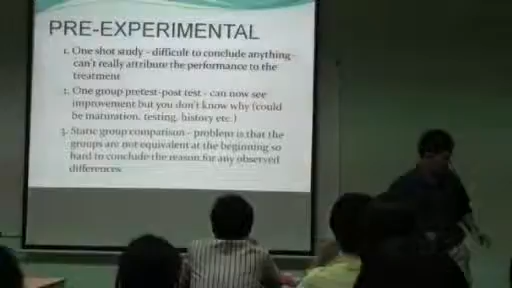 PRE-EXPERIMENTAL
1. One shot study - difficult to conclude anything -
can't really attribute the performance to the
treatment
2. One group pretest-post test - can now see
improvement but you don't know why (could
be maturation, testing, history etc.)
3. Static group comparison - problem is that the
groups are not equivalent at the beginning so
hard to conclude the reason for any observed
differences